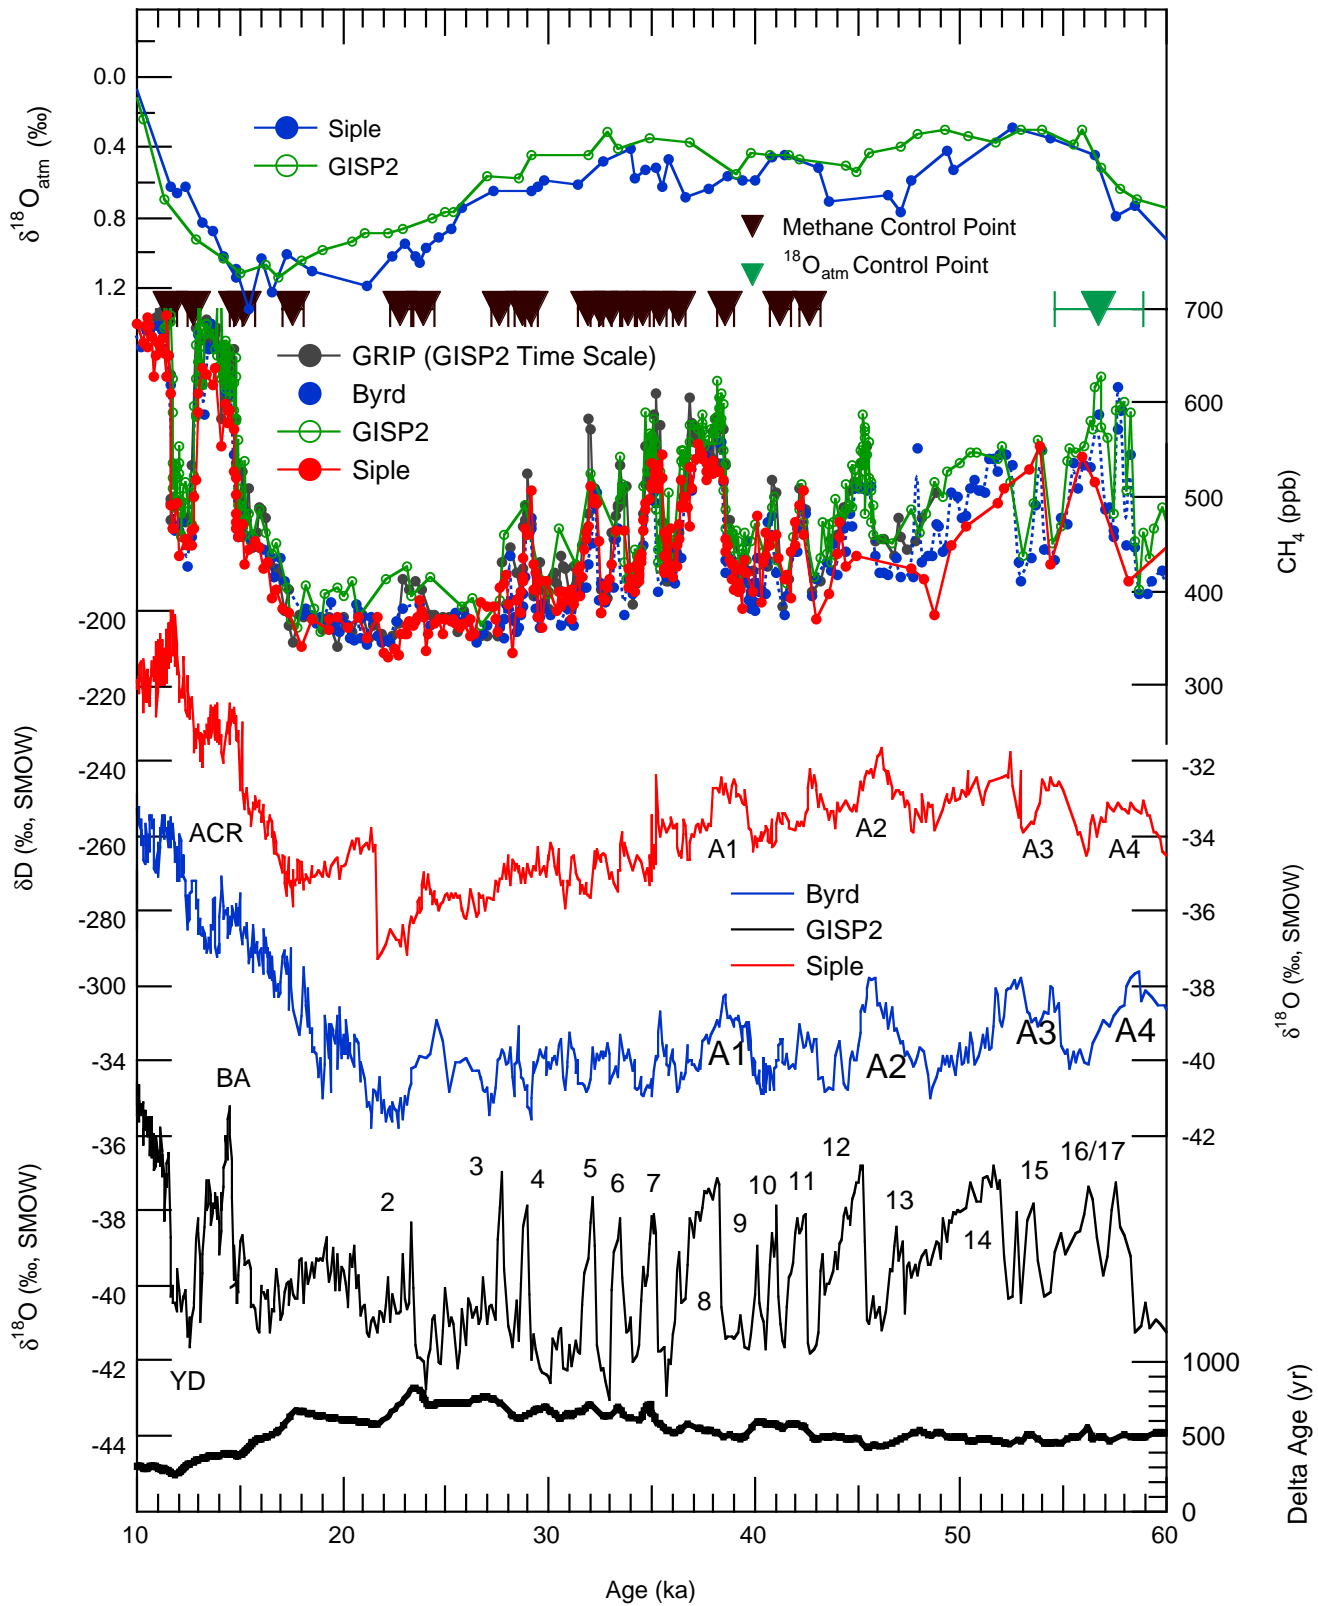 0.0
0.4
0.8
1.2
δ18Oatm (‰)
Siple
GISP2
Methane Control Point
18Oatm Control Point
700
600
500
400
300
CH4 (ppb)
GRIP (GISP2 Time Scale)
Byrd
GISP2
Siple
-200
-220
-240
-260
-280
-300
δD (‰, SMOW)
ACR
A1
A2
A3
A4
-32
-34
-36
-38
-40
-42
δ18O (‰, SMOW)
Byrd
GISP2
Siple
A1
A2
A3
A4
-34
-36
-38
-40
-42
-44
δ18O (‰, SMOW)
BA
YD
2
3
4
5
6
7
8
9
10
11
12
13
14
15
16/17
1000
500
0
Delta Age (yr)
10
20
30
40
50
60
Age (ka)